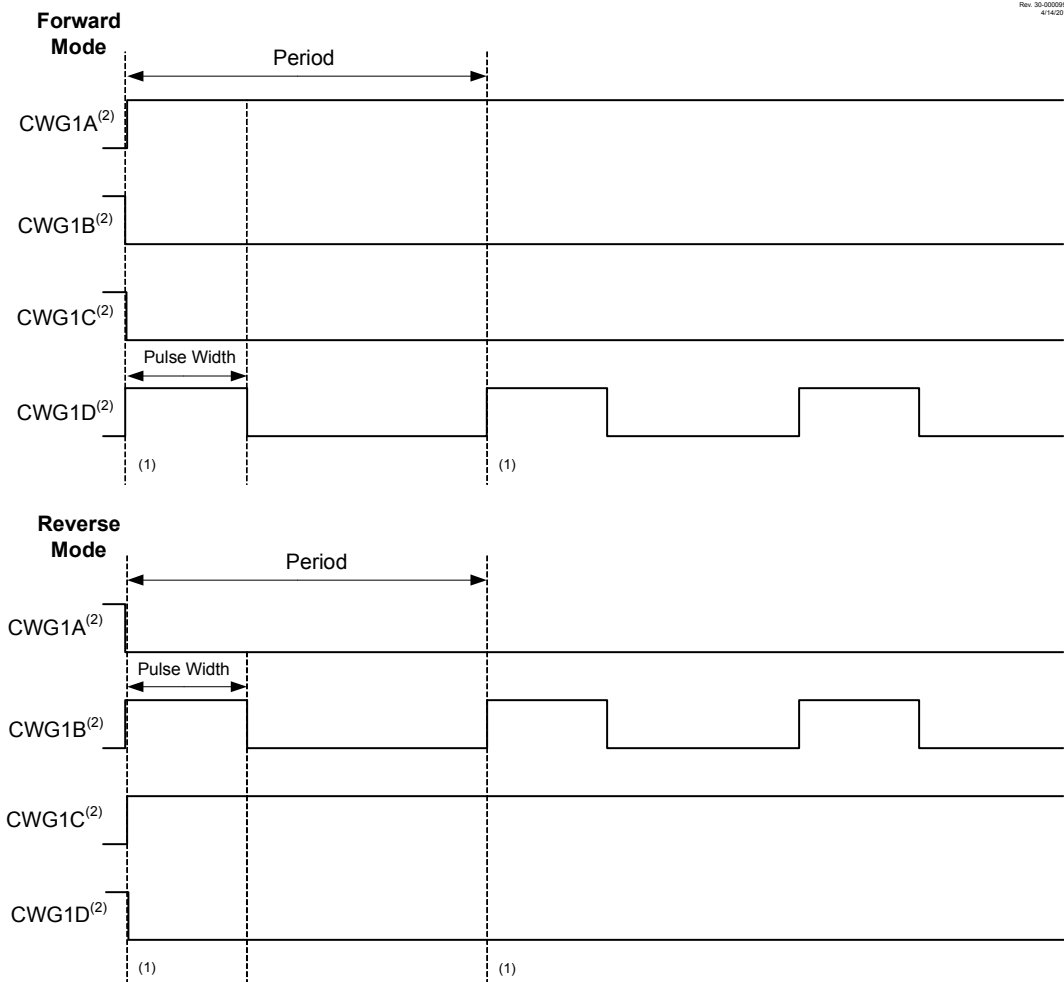 Rev. 30-000099
4/14/20
Forward
Mode
Period
CWG1A(2)
CWG1B(2)
CWG1C(2)
Pulse Width
CWG1D(2)
(1)
(1)
Reverse
Mode
Period
CWG1A(2)
Pulse Width
CWG1B(2)
CWG1C(2)
CWG1D(2)
(1)
(1)